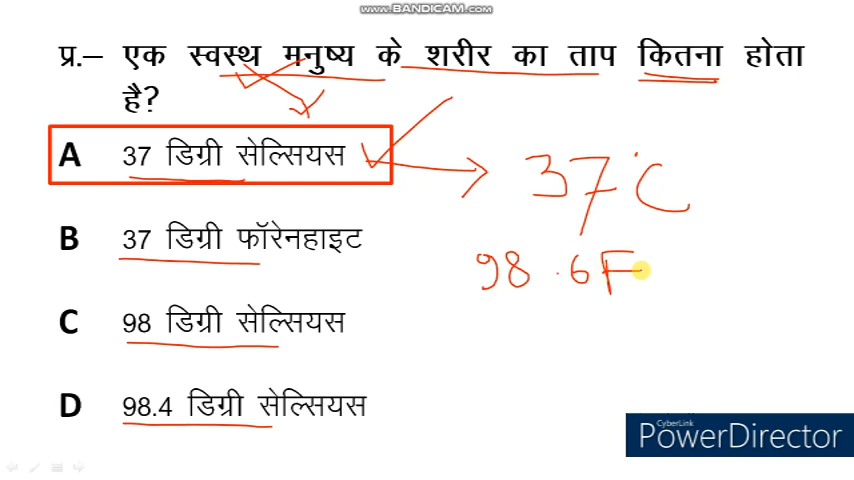 WWW.BANDICAM.COM
प्र.– एक स्वस्थ मनुष्य के शरीर का ताप कितना होता
है?
A 37 डिग्री सेल्सियस
37°C
B 37 डिग्री फॉरेनहाइट
98.6F
C 98 डिग्री सेल्सियस
D 98.4 डिग्री सेल्सियस
CyberLink
PowerDirector